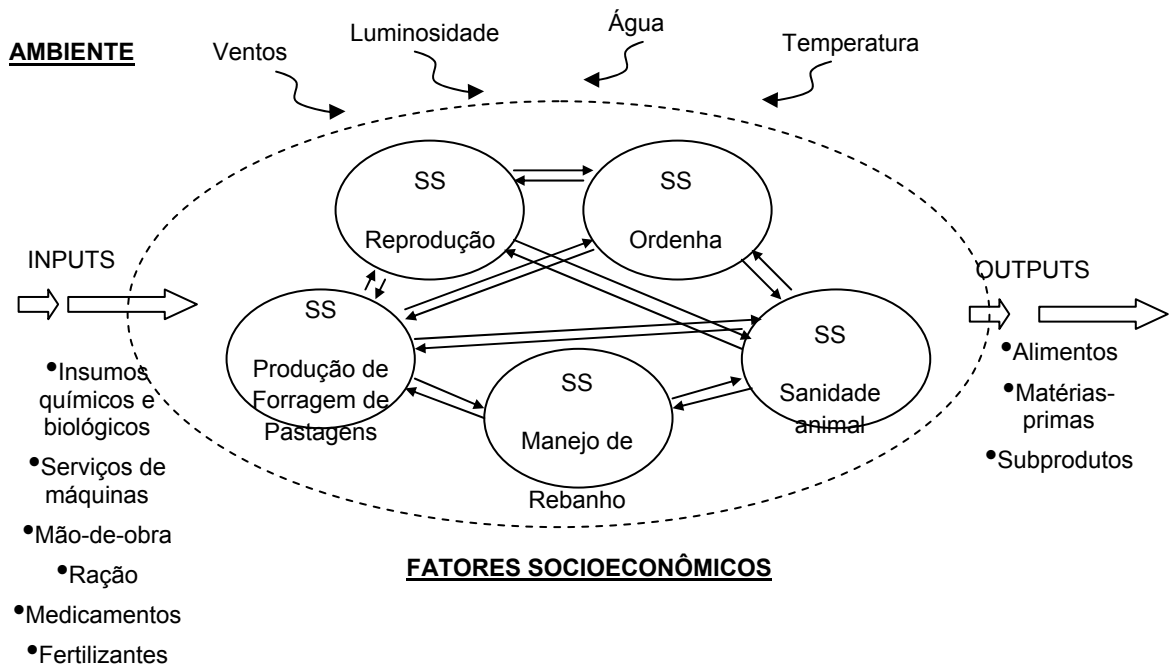 AMBIENTE
Ventos
Luminosidade
Água
Temperatura
SS
Reprodução
SS
Ordenha
INPUTS
OUTPUTS
SS
Produção de
Forragem de
Pastagens
SS
Manejo de
Rebanho
SS
Sanidade
animal
•Insumos
químicos e
biológicos
•Serviços de
máquinas
•Mão-de-obra
•Ração
•Medicamentos
•Fertilizantes
•Alimentos
•Matérias-
primas
•Subprodutos
FATORES SOCIOECONÔMICOS